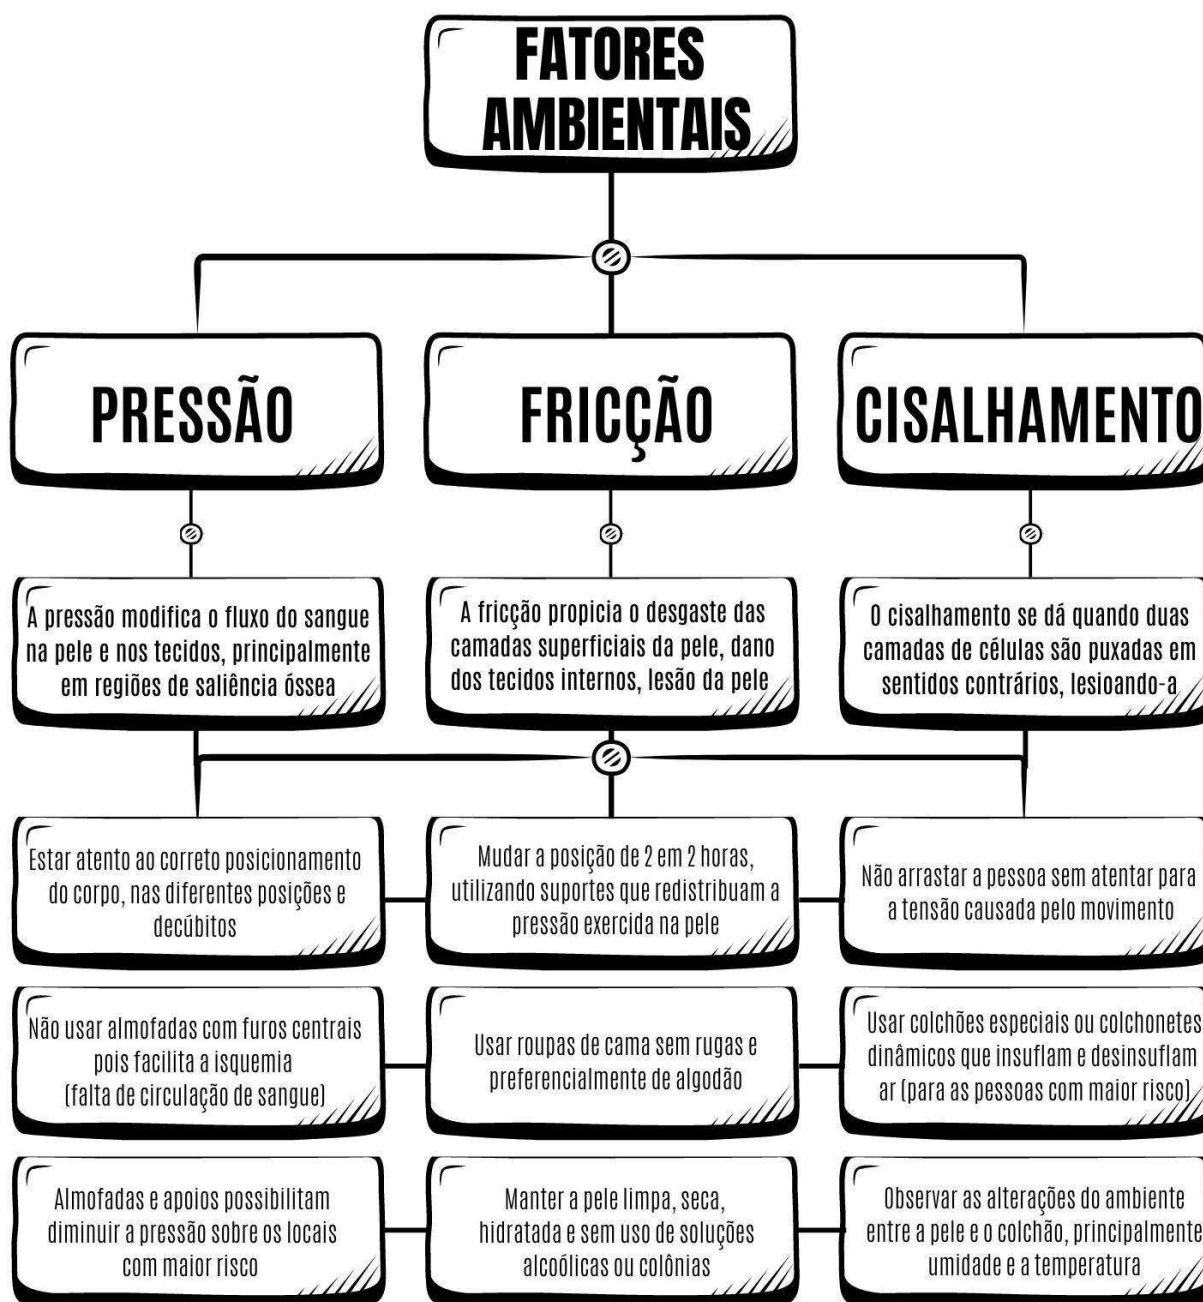 FATORES
AMBIENTAIS
PRESSÃO
FRICÇÃO
CISALHAMENTO
A pressão modifica o fluxo do sangue
na pele e nos tecidos, principalmente
em regiões de saliência óssea
A fricção propicia o desgaste das
camadas superficiais da pele, dano
dos tecidos internos, lesão da pele
O cisalhamento se dá quando duas
camadas de células são puxadas em
sentidos contrários, lesioando-a
Estar atento ao correto posicionamento
do corpo, nas diferentes posições e
decúbitos
Mudar a posição de 2 em 2 horas,
utilizando suportes que redistribuam a
pressão exercida na pele
Não arrastar a pessoa sem atentar para
a tensão causada pelo movimento
Não usar almofadas com furos centrais
pois facilita a isquemia
(falta de circulação de sangue)
Usar roupas de cama sem rugas e
preferencialmente de algodão
Usar colchões especiais ou colchonetes
dinâmicos que insuflam e desinsuflam
ar (para as pessoas com maior risco)
Almofadas e apoios possibilitam
diminuir a pressão sobre os locais
com maior risco
Manter a pele limpa, seca,
hidratada e sem uso de soluções
alcoólicas ou colônias
Observar as alterações do ambiente
entre a pele e o colchão, principalmente
umidade e a temperatura